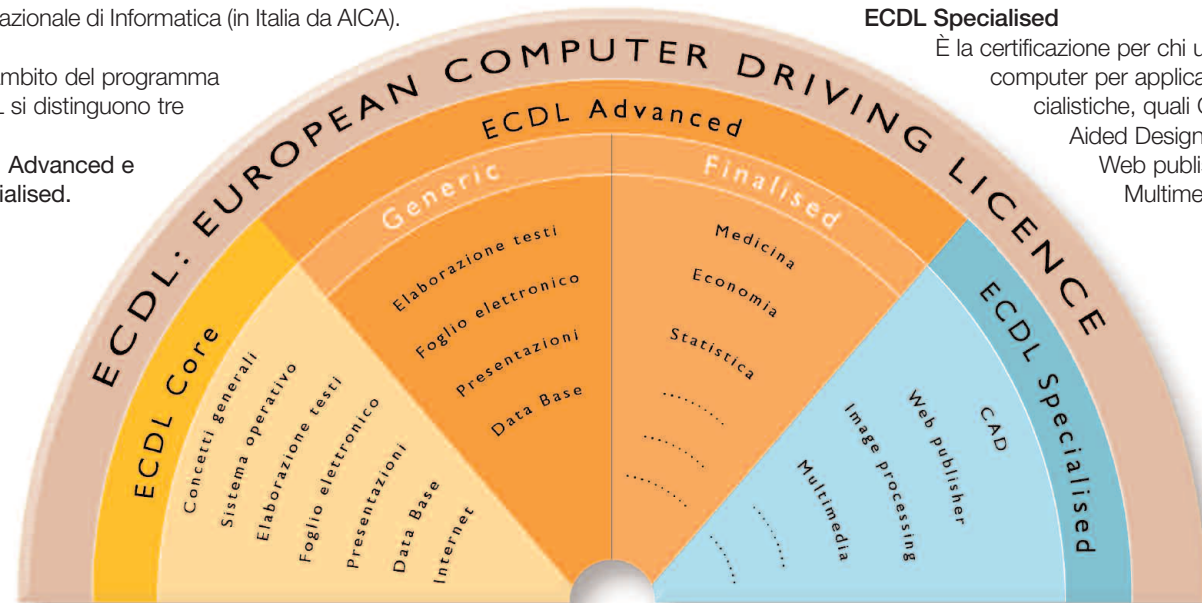 azionale di Informatica (in Italia da AICA).
mbito del programma
si distinguono tre
Advanced e
ialised.
ECDL Specialised
È la certificazione per chi u
computer per applica
cialistiche, quali
Aided Design
Web publis
Multime
ECDL: EUROPEAN COMPUTER DRIVING LICENCE
ECDL Core
Concetti generali
Sistema operativo
Elaborazione testi
Foglio elettronico
Presentazioni
Data Base
Internet
ECDL Advanced
Generic
Elaborazione testi
Foglio elettronico
Presentazioni
Data Base
Finalised
Medicina
Economia
Statistica
.........
.........
.........
ECDL Specialised
CAD
Web publisher
Image processing
Multimedia
.........
.........